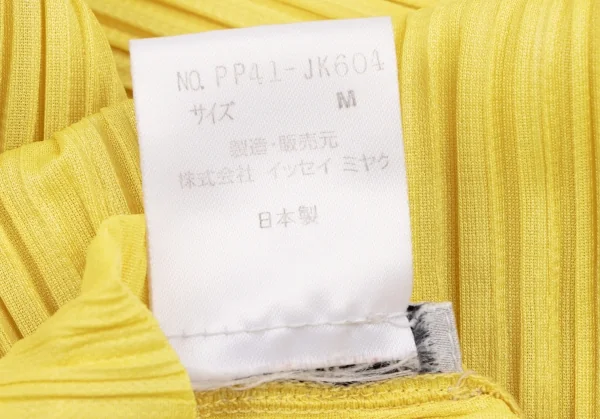 NO. PP41-JK604
サイズ M
製造・販売元
株式会社 イッセイ ミヤケ
日本製